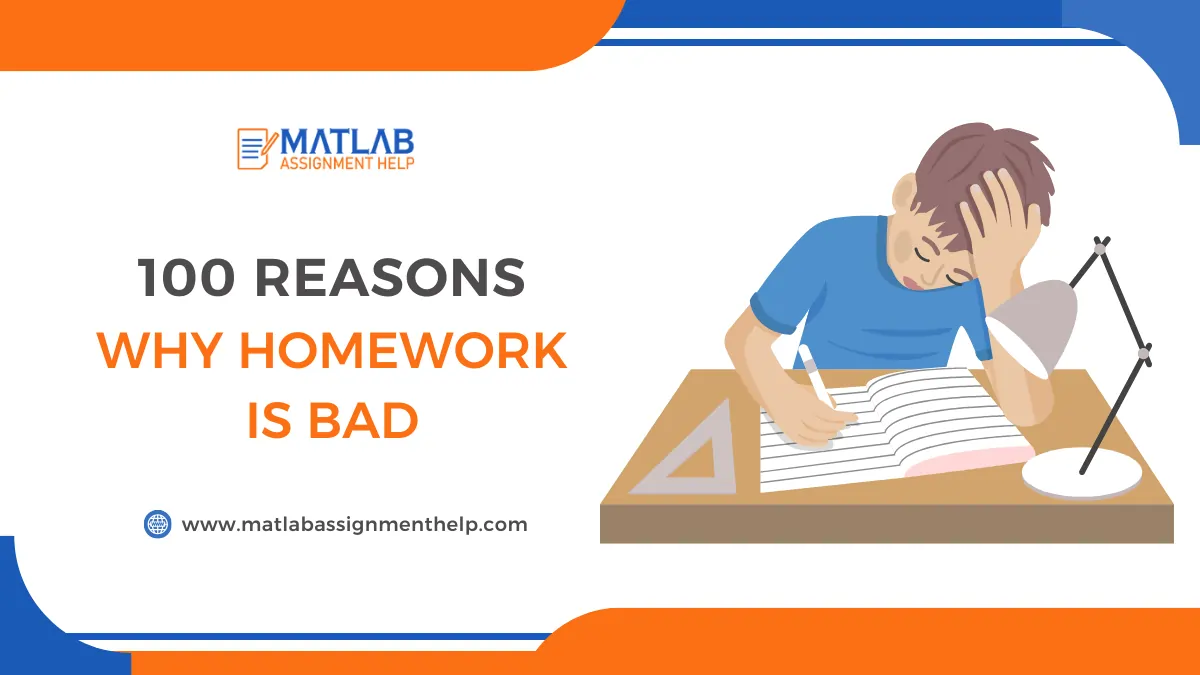 MATLAB
ASSIGNMENT HELP
100 REASONS
WHY HOMEWORK
IS BAD
www.matlabassignmenthelp.com